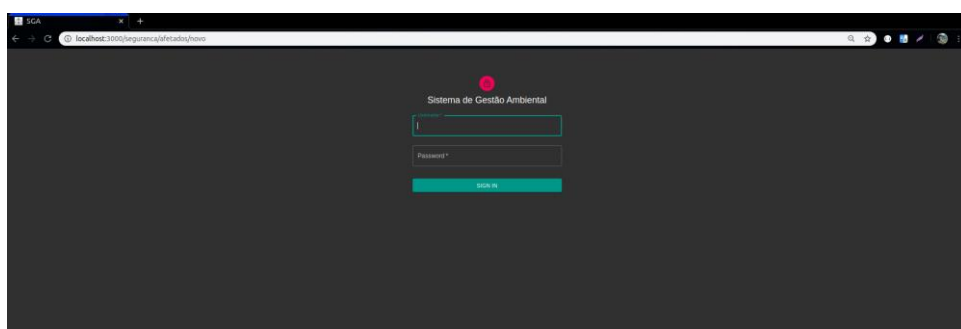 SGA
localhost:3000/seguranca/afetados/novo
Sistema de Gestão Ambiental
Password *
SIGN IN